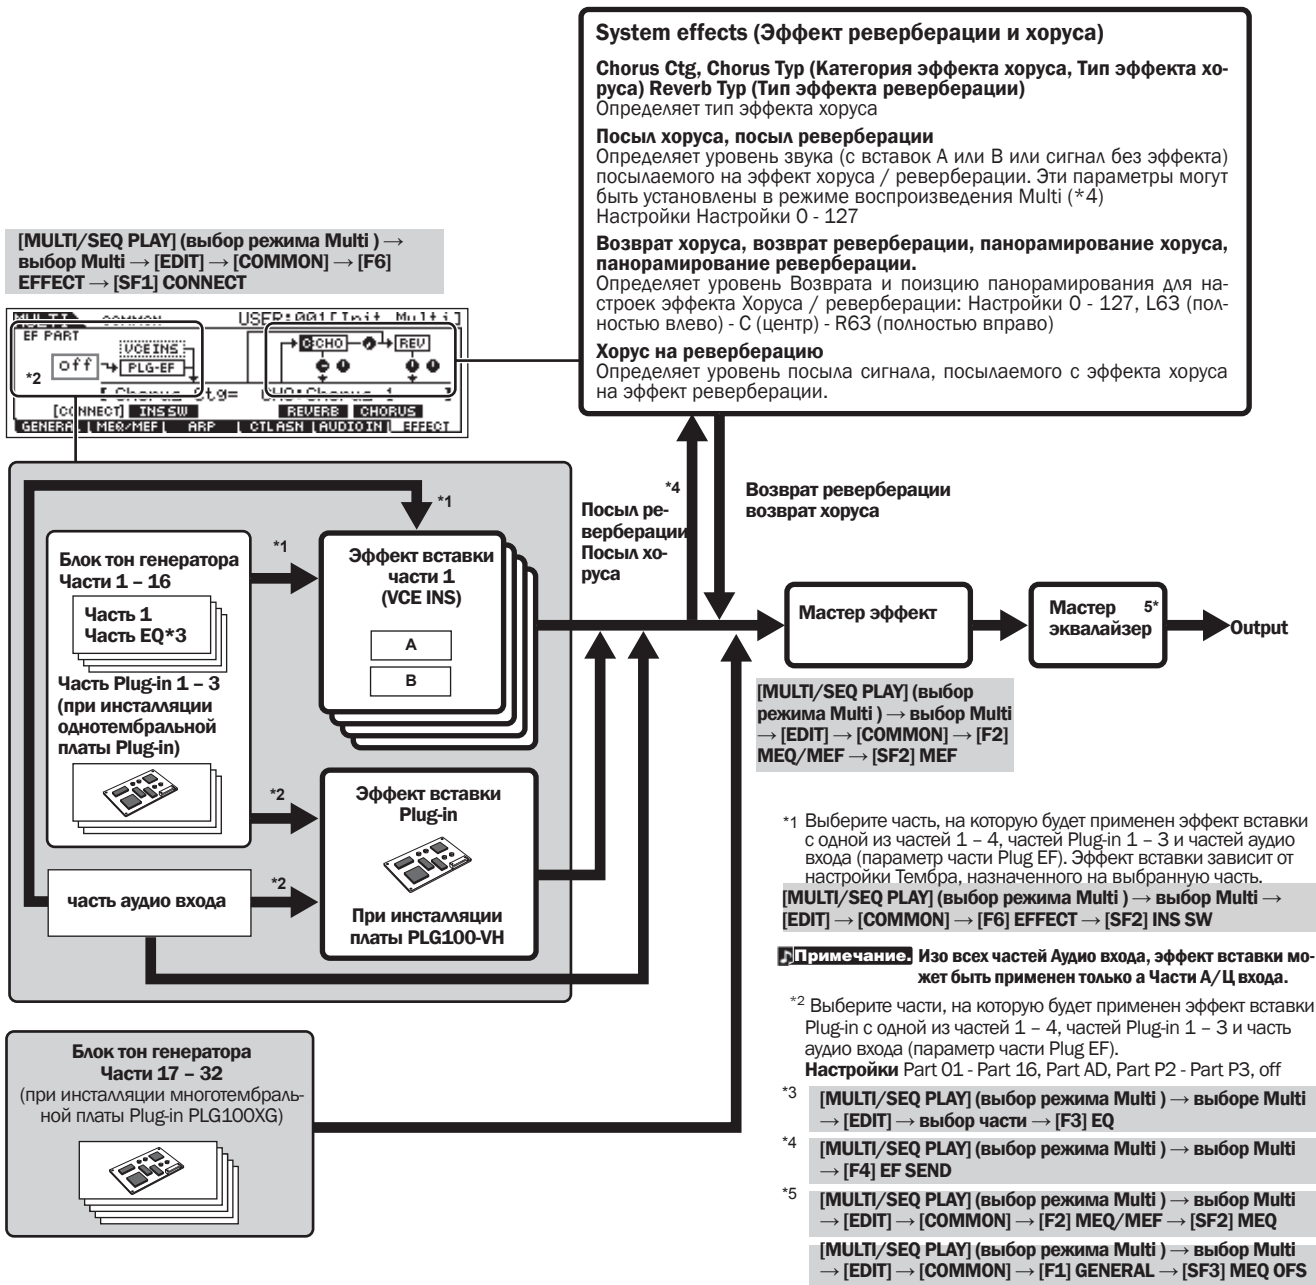 System effects (Эффект реверберации и хоруса)
Chorus Ctg, Chorus Typ (Категория эффекта хоруса, Тип эффекта хо-
руса) Reverb Typ (Тип эффекта реверберации)
Определяет тип эффекта хоруса
Посыл хоруса, посыл реверберации
Определяет уровень звука (с вставок А или В или сигнал без эффекта)
посылаемого на эффект хоруса / реверберации. Эти параметры могут
быть установлены в режиме воспроизведения Multi (*4)
Настройки Настройки 0 - 127
Возврат хоруса, возврат реверберации, панорамирование хоруса,
панорамирование реверберации.
Определяет уровень Возврата и поизцию панорамирования для на-
строек эффекта Хоруса / реверберации: Настройки 0 - 127, L63 (пол-
ностью влево) - C (центр) - R63 (полностью вправо)
Хорус на реверберацию
Определяет уровень посыла сигнала, посылаемого с эффекта хоруса
на эффект реверберации.
[MULTI/SEQ PLAY] (выбор режима Multi ) →
выбор Multi → [EDIT] → [COMMON] → [F6]
EFFECT → [SF1] CONNECT
MULTI COMMON USER:001[Init Multi]
EF PART
VCEINS
CHO REV
off PLG-EF
*2
[ Chorus Ctg= CHO:Chorus 1 ]
[CONNECT] INS SW REVERB CHORUS
GENERAL MEQ/MEF ARP CTLASN AUDIOIN EFFECT
*1
*4
Посыл ре-
верберации
Посыл хо-
руса
Возврат реверберации
возврат хоруса
Блок тон генератора
Части 1 – 16
Часть 1
Часть EQ*3
Часть Plug-in 1 – 3
(при инсталляции
однотембральной
платы Plug-in)
*1
Эффект вставки
части 1
(VCE INS)
A
B
Мастер эффект
Мастер 5*
эквалайзер
Output
[MULTI/SEQ PLAY] (выбор
режима Multi ) → выбор Multi
→ [EDIT] → [COMMON] → [F2]
MEQ/MEF → [SF2] MEF
*2
Эффект вставки
Plug-in
При инсталляции
платы PLG100-VH
часть аудио входа
*2
Блок тон генератора
Части 17 – 32
(при инсталляции многотембраль-
ной платы Plug-in PLG100XG)
*1 Выберите часть, на которую будет применен эффект вставки
с одной из частей 1 – 4, частей Plug-in 1 – 3 и частей аудио
входа (параметр части Plug EF). Эффект вставки зависит от
настройки Тембра, назначенного на выбранную часть.
[MULTI/SEQ PLAY] (выбор режима Multi ) → выбор Multi →
[EDIT] → [COMMON] → [F6] EFFECT → [SF2] INS SW
Примечание. Изо всех частей Аудио входа, эффект вставки мо-
жет быть применен только а Части А/Ц входа.
*2 Выберите части, на которую будет применен эффект вставки
Plug-in с одной из частей 1 – 4, частей Plug-in 1 – 3 и часть
аудио входа (параметр части Plug EF).
Настройки Part 01 - Part 16, Part AD, Part P2 - Part P3, off
*3 [MULTI/SEQ PLAY] (выбор режима Multi ) → выборе Multi
→ [EDIT] → выбор части → [F3] EQ
*4 [MULTI/SEQ PLAY] (выбор режима Multi ) → выбор Multi
→ [F4] EF SEND
*5 [MULTI/SEQ PLAY] (выбор режима Multi ) → выбор Multi
→ [EDIT] → [COMMON] → [F2] MEQ/MEF → [SF2] MEQ
[MULTI/SEQ PLAY] (выбор режима Multi ) → выбор Multi
→ [EDIT] → [COMMON] → [F1] GENERAL → [SF3] MEQ OFS